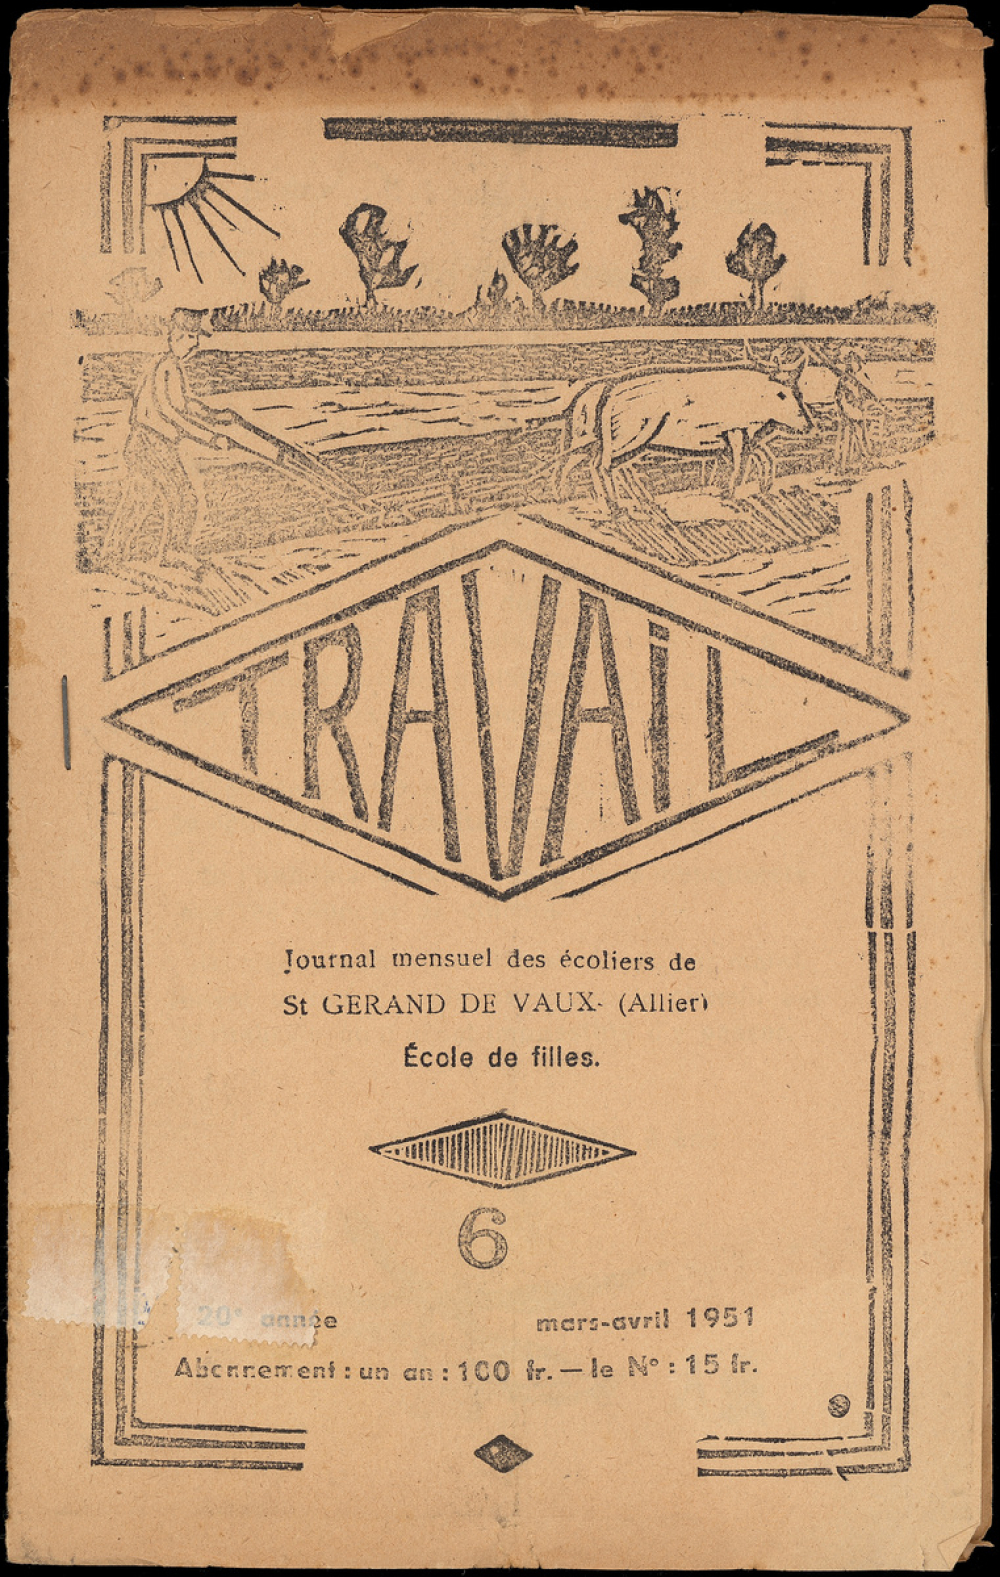 TRAVAiL
Journal mensuel des écoliers de
St GERAND DE VAUX- (Allier)
École de filles.
6
20e année
mars-avril 1951
Abonnement : un an : 100 fr. — le No : 15 fr.